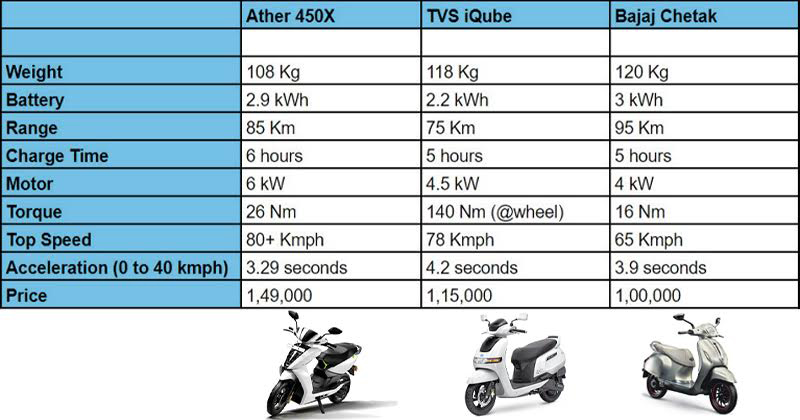 Ather 450X TVS iQube Bajaj Chetak
Weight 108 Kg 118 Kg 120 Kg
Battery 2.9 kWh 2.2 kWh 3 kWh
Range 85 Km 75 Km 95 Km
Charge Time 6 hours 5 hours 5 hours
Motor 6 kW 4.5 kW 4 kW
Torque 26 Nm 140 Nm (@wheel) 16 Nm
Top Speed 80+ Kmph 78 Kmph 65 Kmph
Acceleration (0 to 40 kmph) 3.29 seconds 4.2 seconds 3.9 seconds
Price 1,49,000 1,15,000 1,00,000